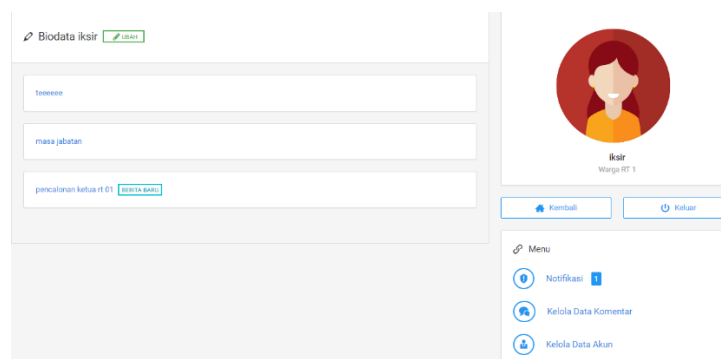 Biodata iksir UBAH
teeeeee
masa jabatan
pencalonan ketua rt 01 BERITA BARU
iksir
Warga RT 1
Kembali
Keluar
Menu
Notifikasi 1
Kelola Data Komentar
Kelola Data Akun